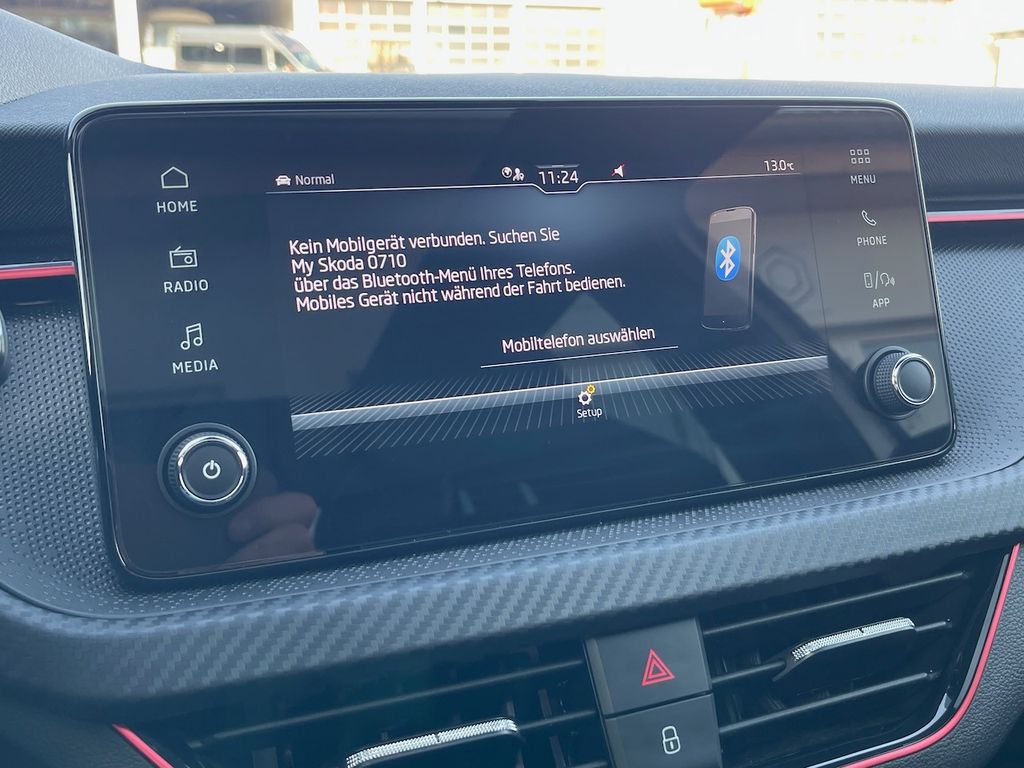 HOME
RADIO
MEDIA
Normal
11:24
13.0°C
Kein Mobilgerät verbunden. Suchen Sie
My Skoda 0710
über das Bluetooth-Menü Ihres Telefons.
Mobiles Gerät nicht während der Fahrt bedienen.
Mobiltelefon auswählen
Setup
MENU
PHONE
APP